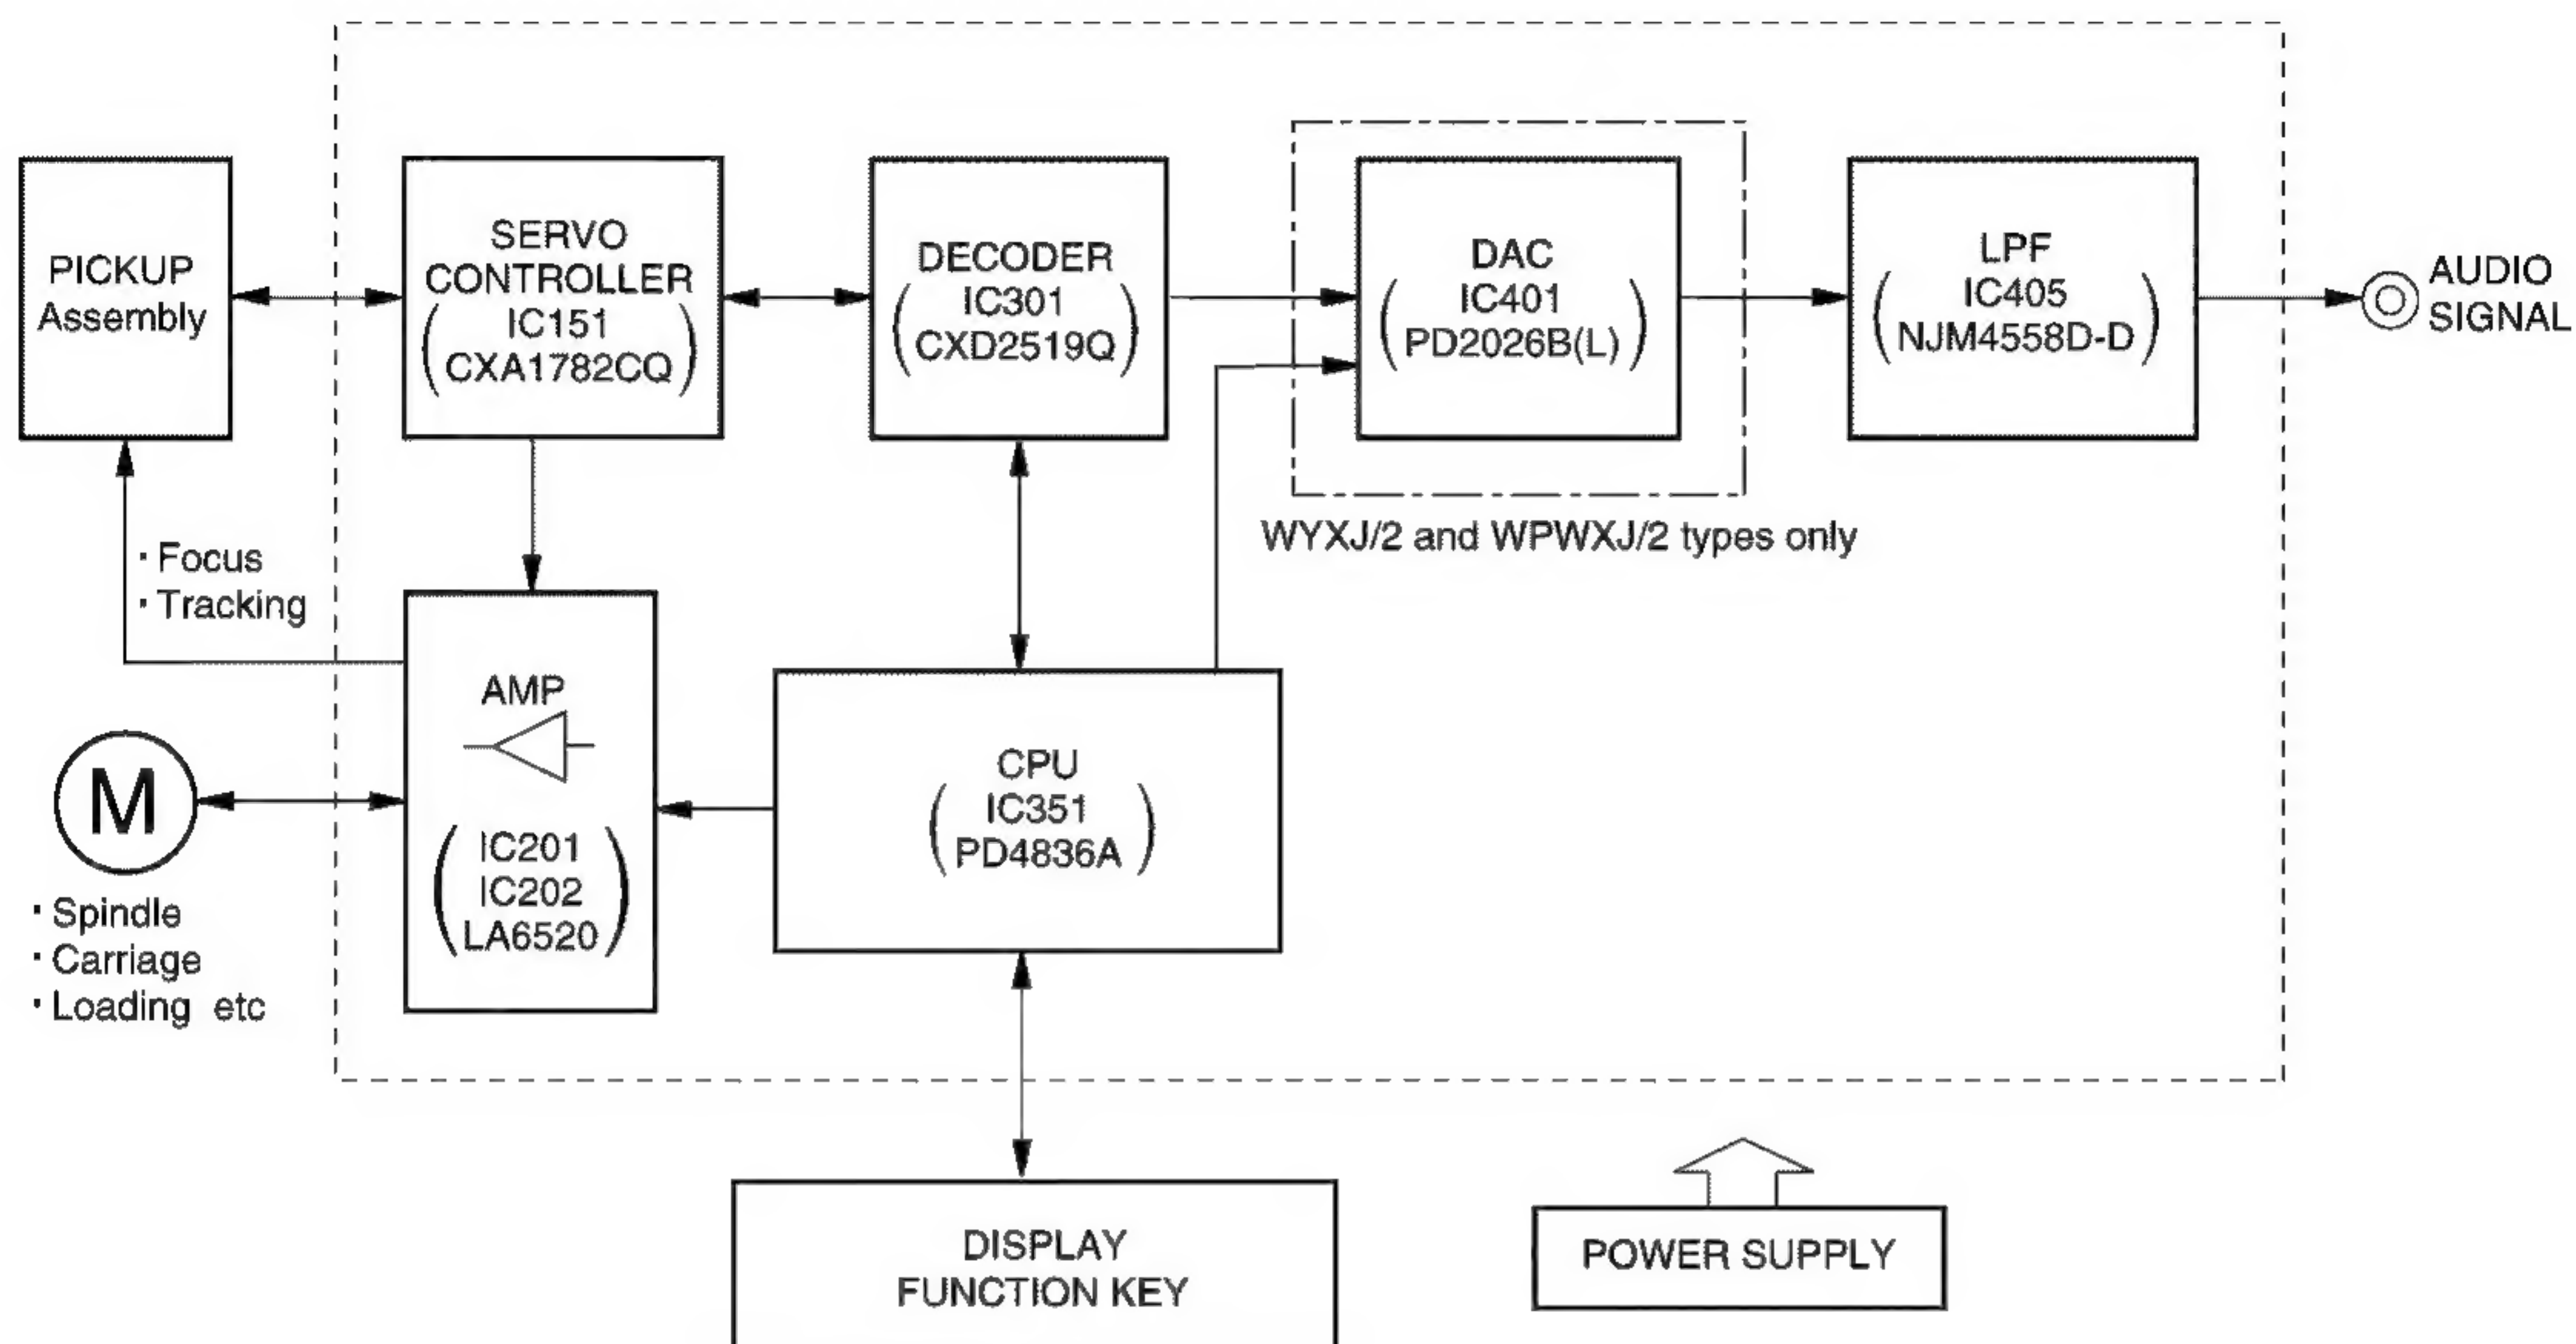 PICKUP
Assembly
SERVO
CONTROLLER
IC151
CXA1782CQ
DECODER
IC301
CXD2519Q
DAC
IC401
PD2026B(L)
LPF
IC405
NJM4558D-D
AUDIO
SIGNAL
WYXJ/2 and WPWXJ/2 types only
· Focus
· Tracking
AMP
IC201
IC202
LA6520
CPU
IC351
PD4836A
M
· Spindle
· Carriage
· Loading etc
DISPLAY
FUNCTION KEY
POWER SUPPLY